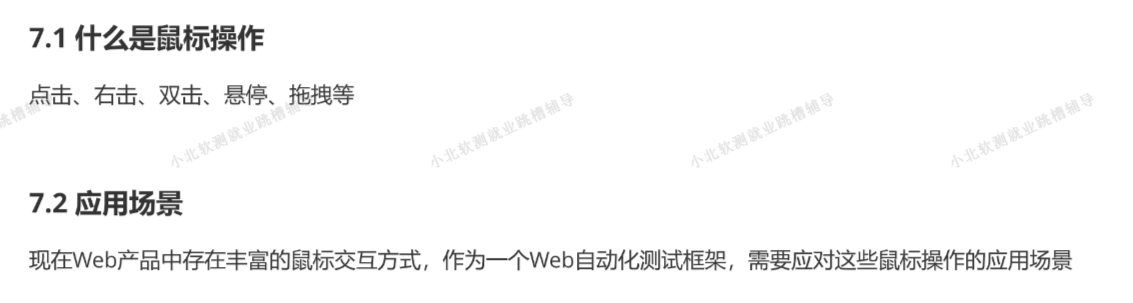 7.1 什么是鼠标操作
点击、右击、双击、悬停、拖拽等
跳槽辅导
小北软测就业跳槽辅导
小北软测就业跳槽辅导
小北软测就业跳槽辅导
小北软测就业跳槽辅导
7.2 应用场景
现在Web产品中存在丰富的鼠标交互方式，作为一个Web自动化测试框架，需要应对这些鼠标操作的应用场景